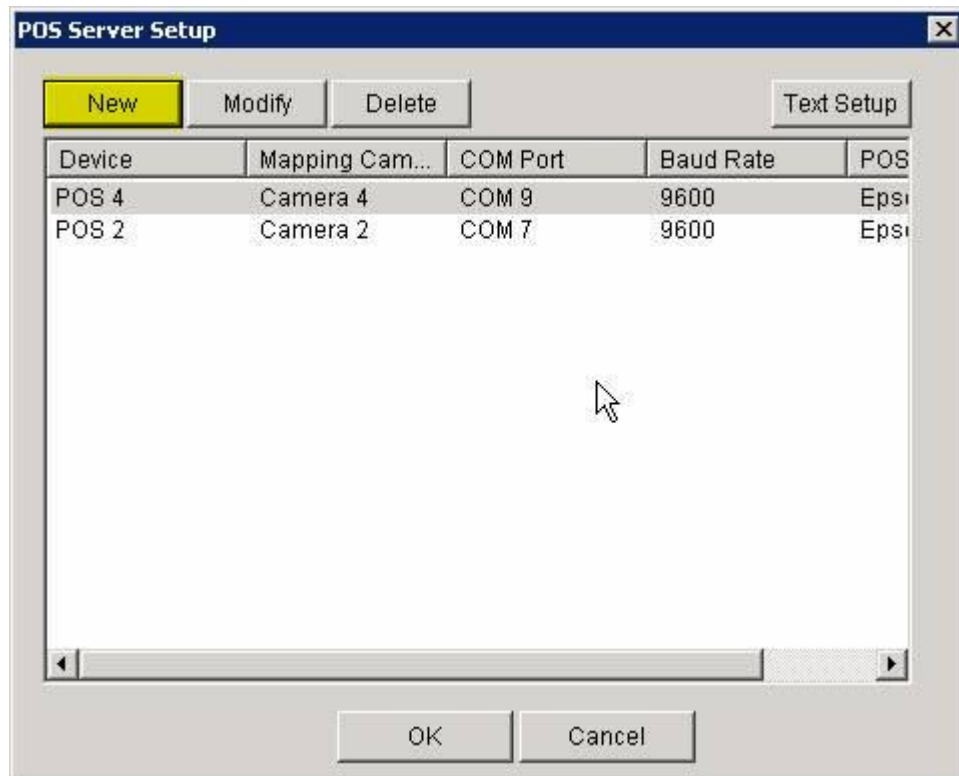 POS Server Setup
New Modify Delete Text Setup
Device Mapping Cam... COM Port Baud Rate POS
POS 4 Camera 4 COM 9 9600
POS 2 Camera 2 COM 7 9600
OK Cancel